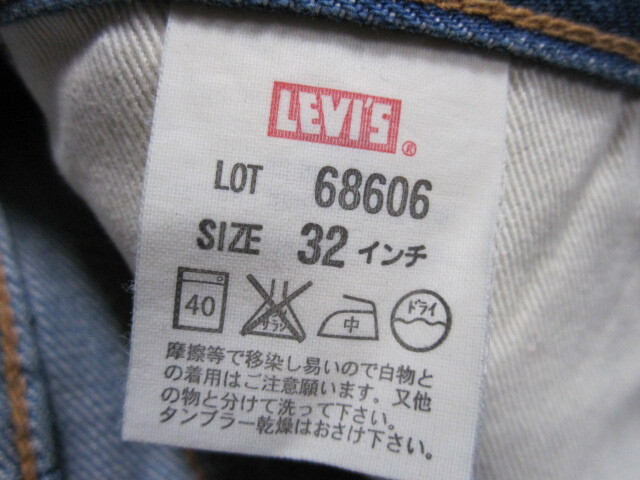 LEVI'S ®
LOT 68606
SIZE 32 インチ
40 サラシ 中 ドライ
摩擦等で移染し易いので白物と
の着用はご注意願います．又他
の物と分けて洗って下さい．
タンブラー乾燥はおさけ下さい．